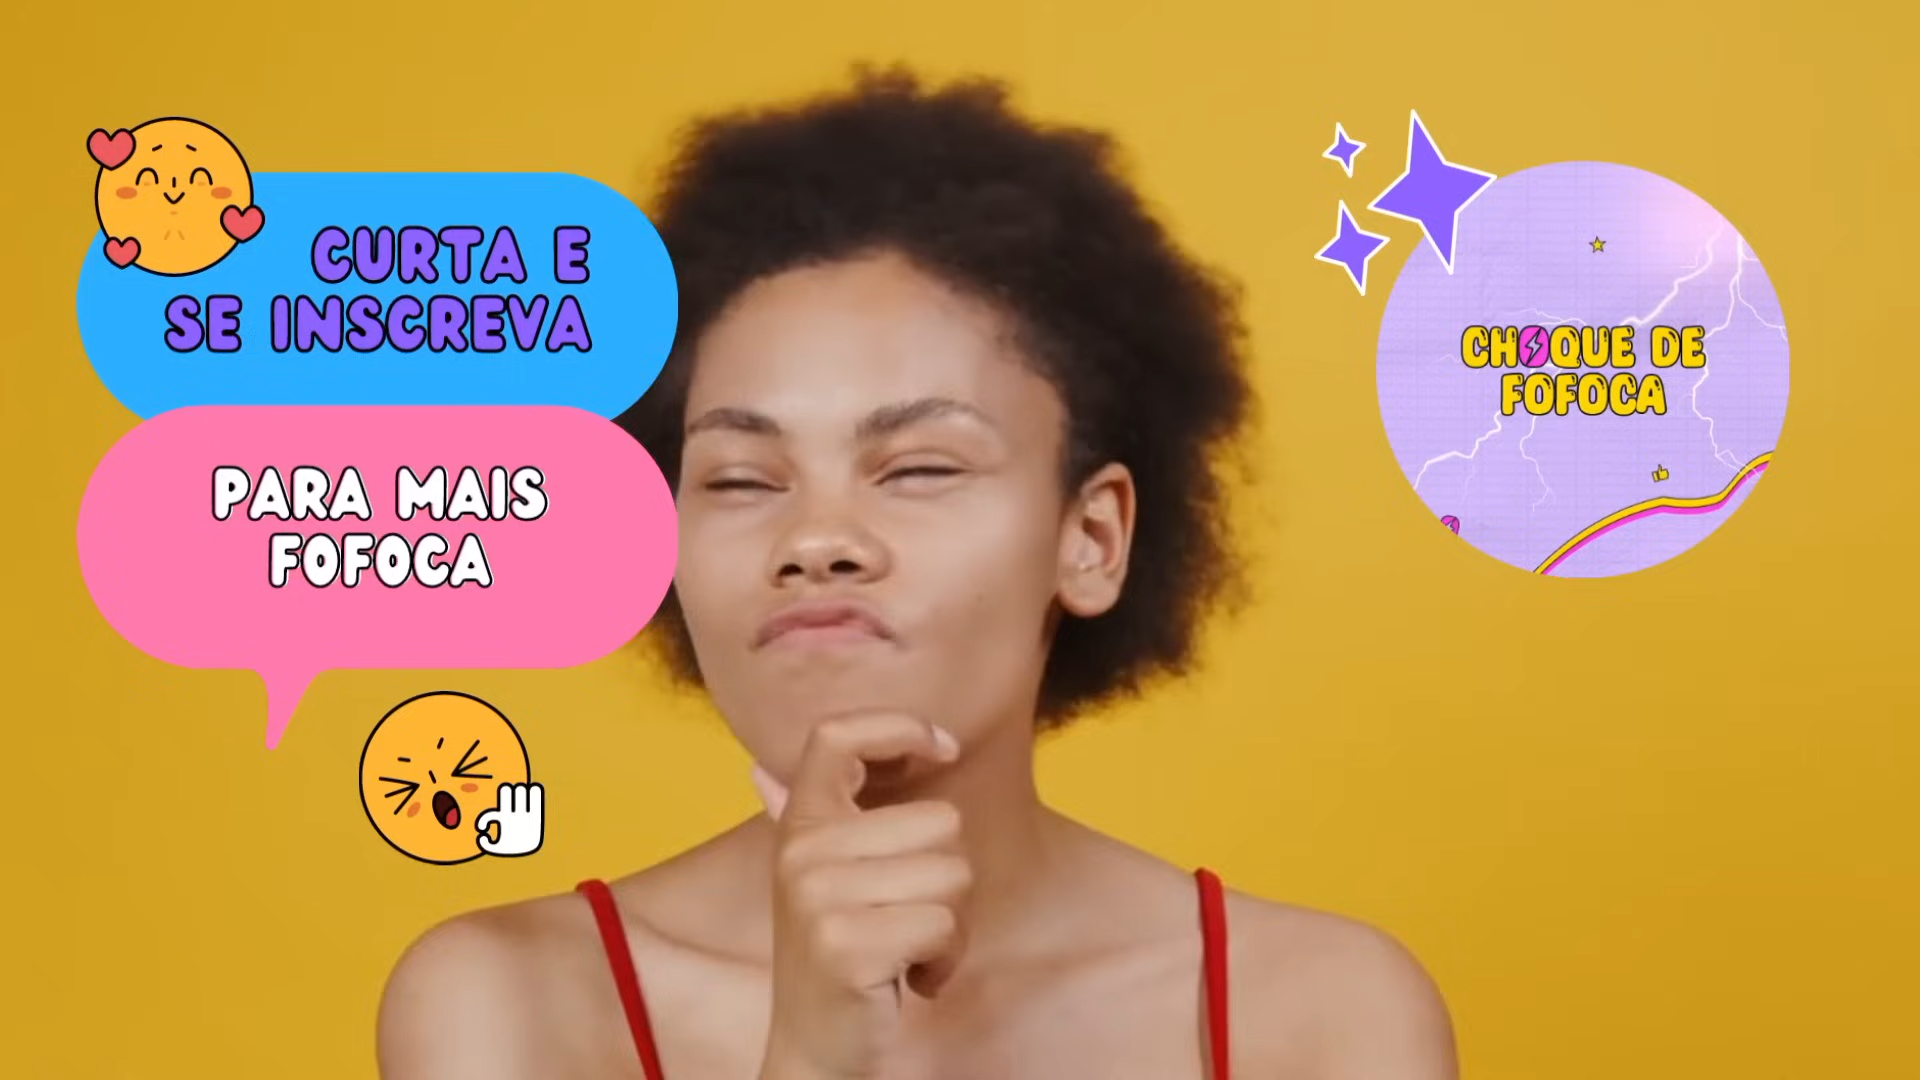 CURTA E
SE INSCREVA
PARA MAIS
FOFOCA
CHOQUE DE
FOFOCA